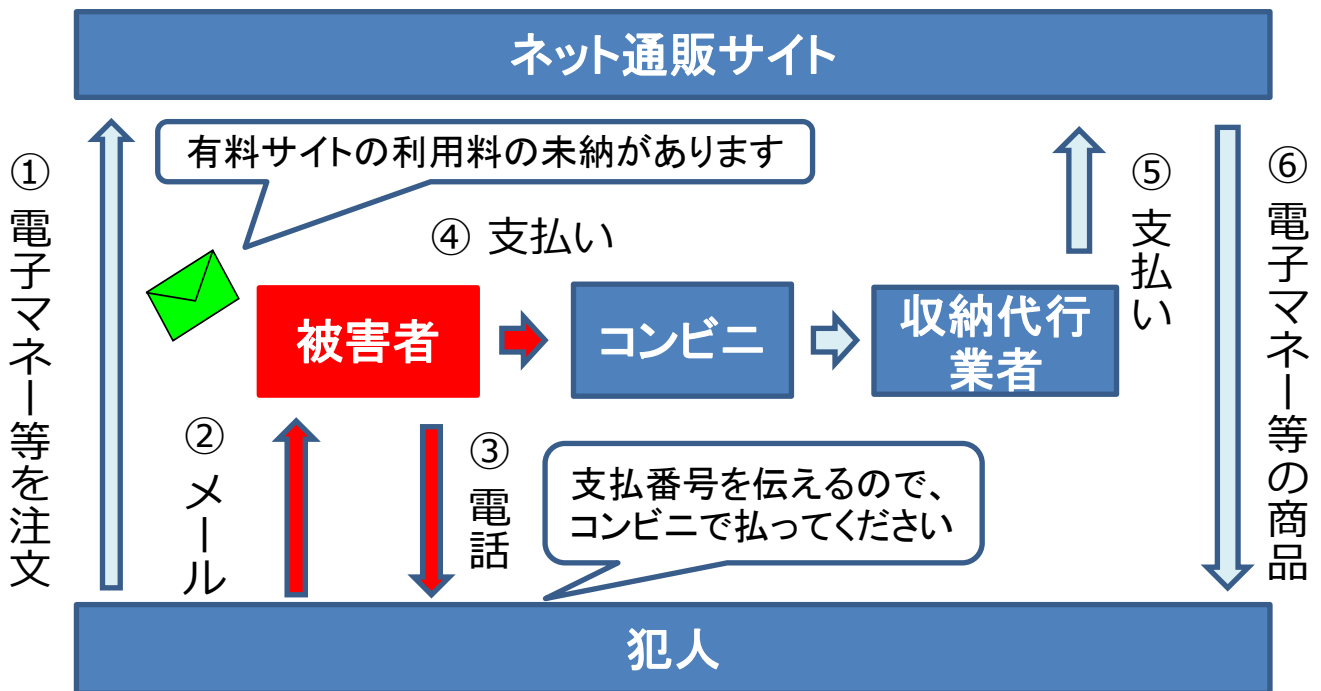 ネット通販サイト
有料サイトの利用料の未納があります
① 電子マネー等を注文
④ 支払い
⑤ 支払い
⑥ 電子マネー等の商品
被害者
コンビニ
収納代行
業者
② メール
③ 電話
支払番号を伝えるので、
コンビニで払ってください
犯人